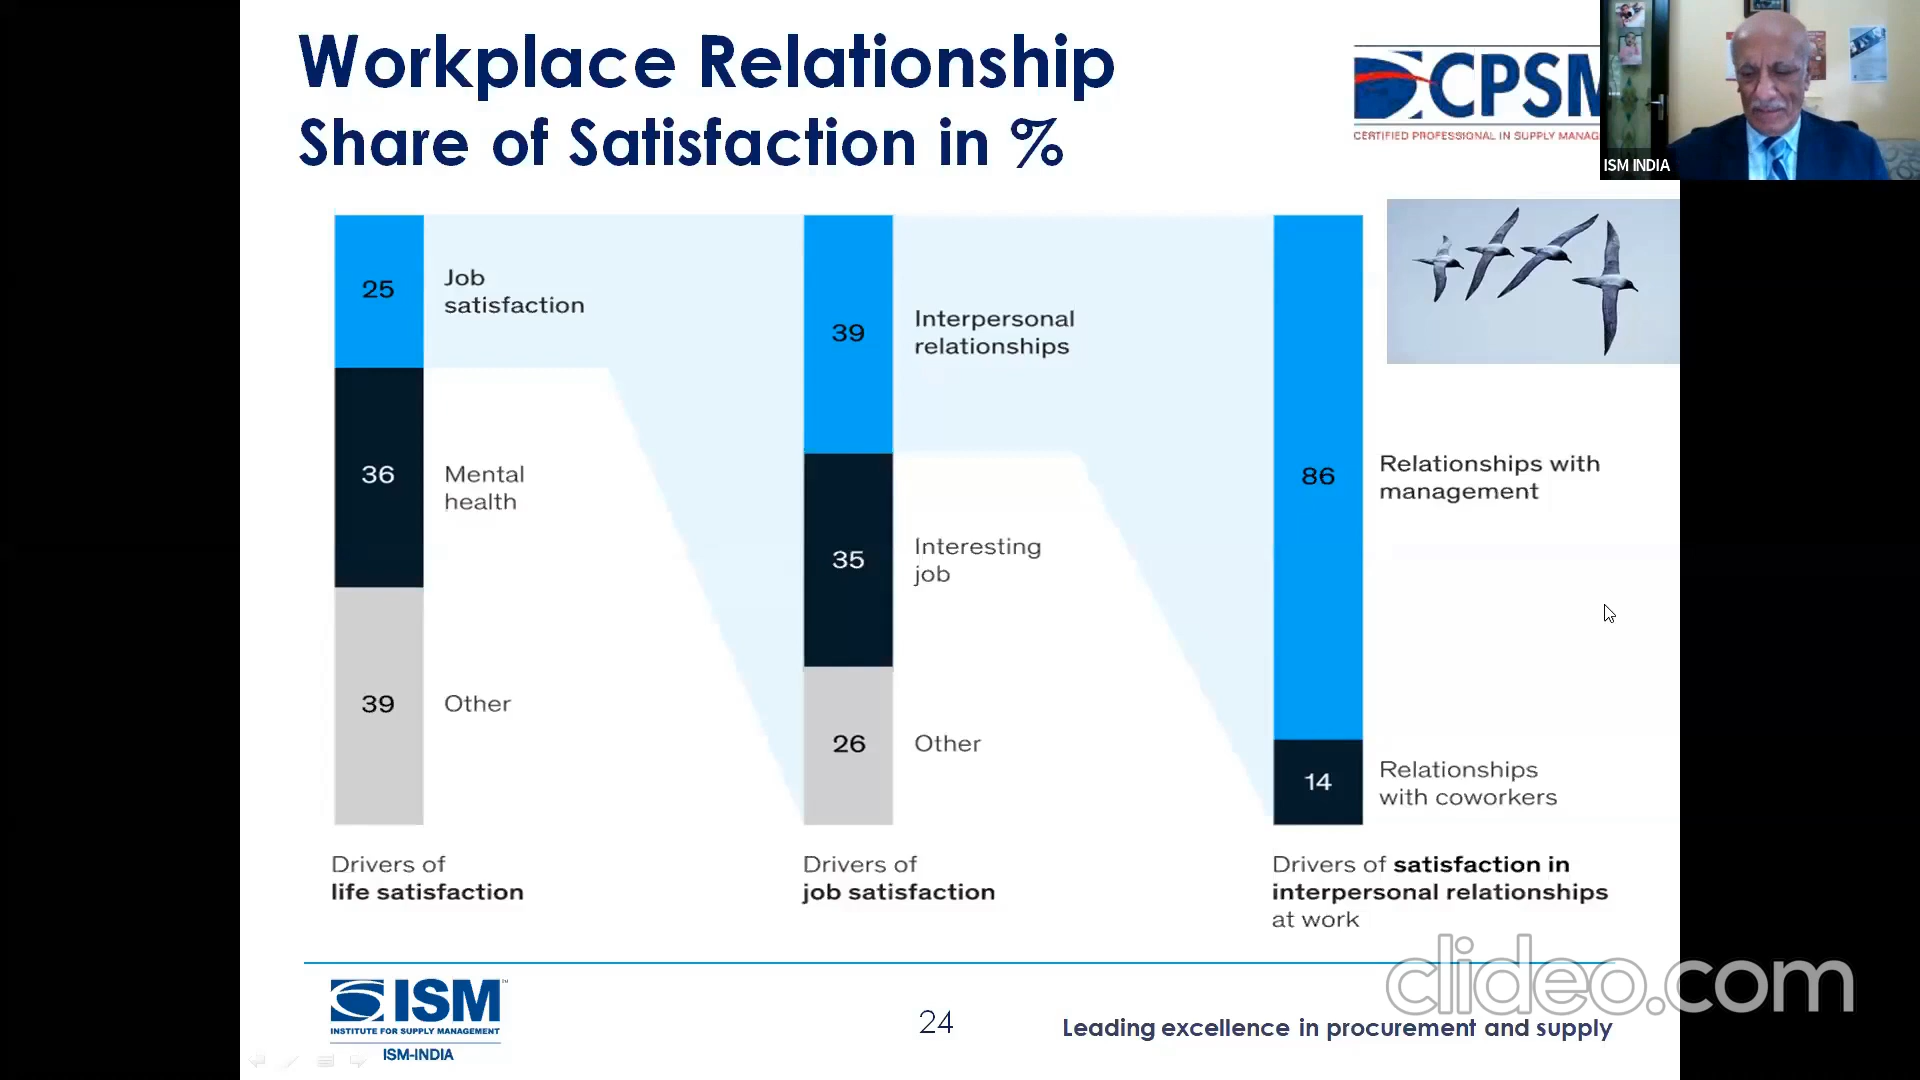 Workplace Relationship
Share of Satisfaction in %
CPSM
CERTIFIED PROFESSIONAL IN SUPPLY MANAG
ISM INDIA
25
Job
satisfaction
36
Mental
health
39
Other
39
Interpersonal
relationships
35
Interesting
job
26
Other
86
Relationships with
management
14
Relationships
with coworkers
Drivers of
life satisfaction
Drivers of
job satisfaction
Drivers of satisfaction in
interpersonal relationships
at work
ISM
INSTITUTE FOR SUPPLY MANAGEMENT
ISM-INDIA
24
Leading excellence in procurement and supply
clideo.com